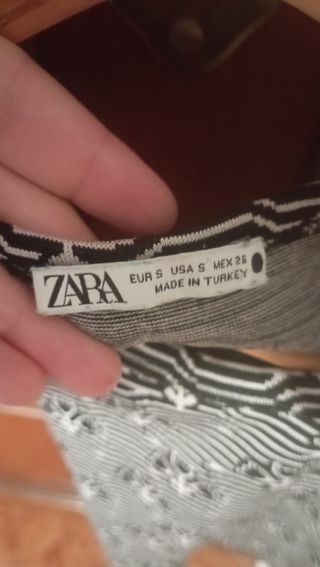 ZARA
EUR S USA S MEX 26
MADE IN TURKEY